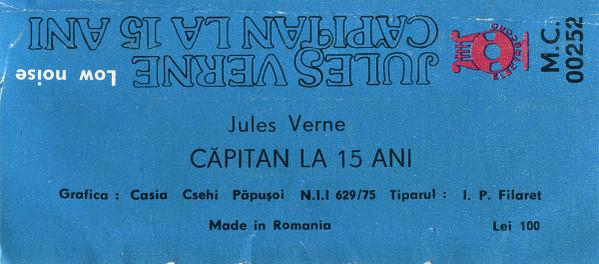 JULES VERNE
CĂPITAN LA 15 ANI
Low noise
M.C.
00252
Jules Verne
CĂPITAN LA 15 ANI
Grafica : Casia Csehi Păpușoi N.I.I 629/75 Tiparul : I. P. Filaret
Made in Romania Lei 100